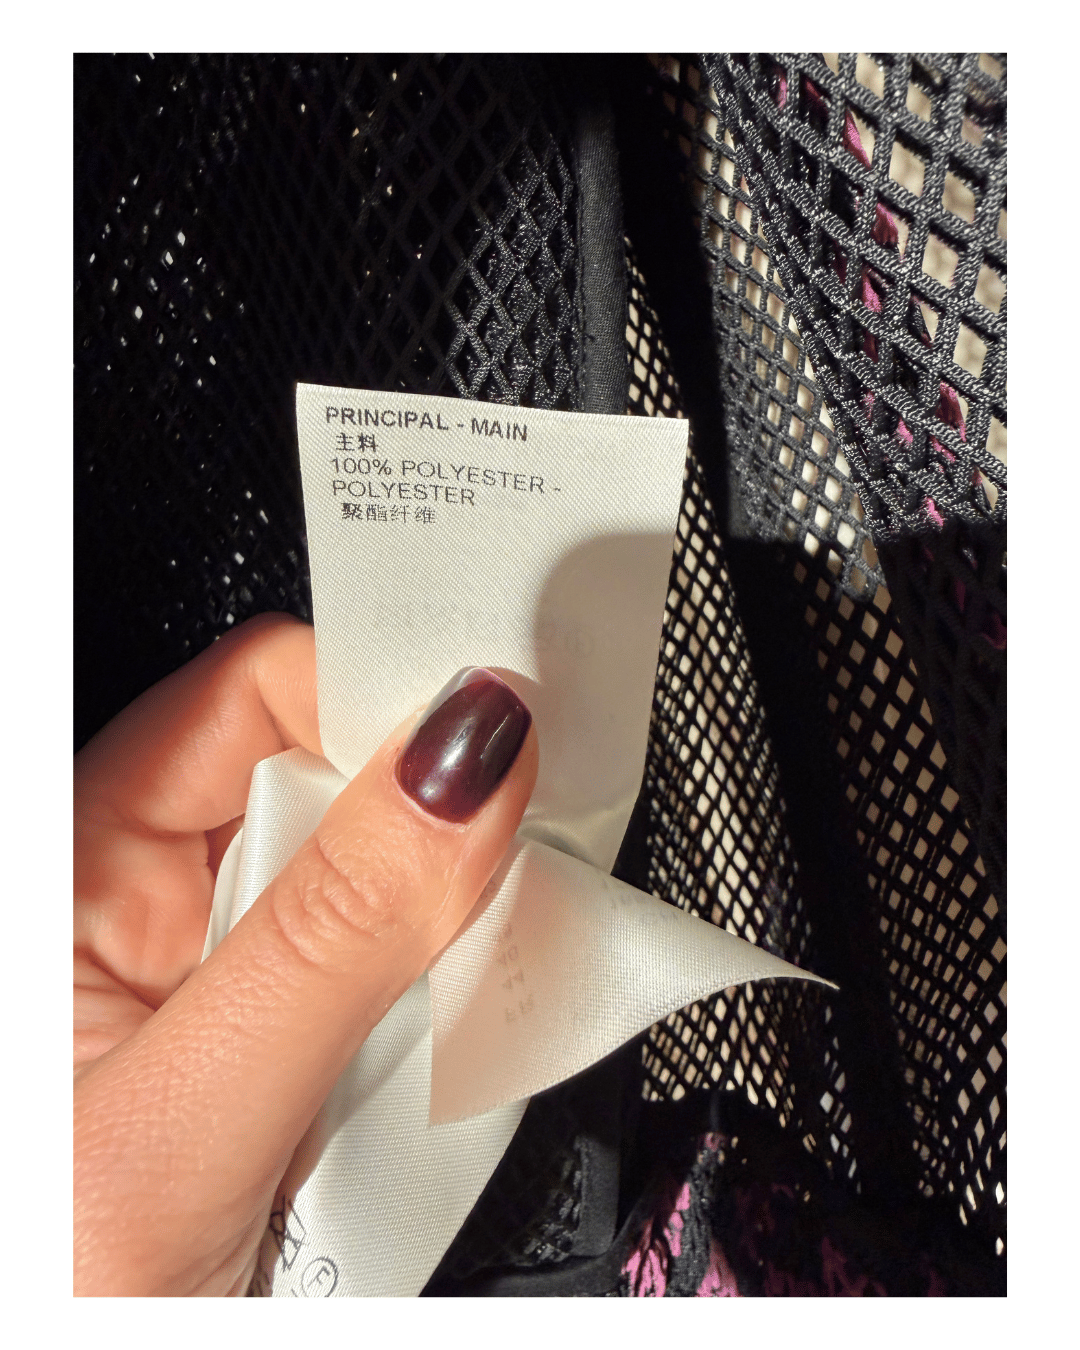 PRINCIPAL - MAIN
主料
100% POLYESTER -
POLYESTER
聚酯纤维
F